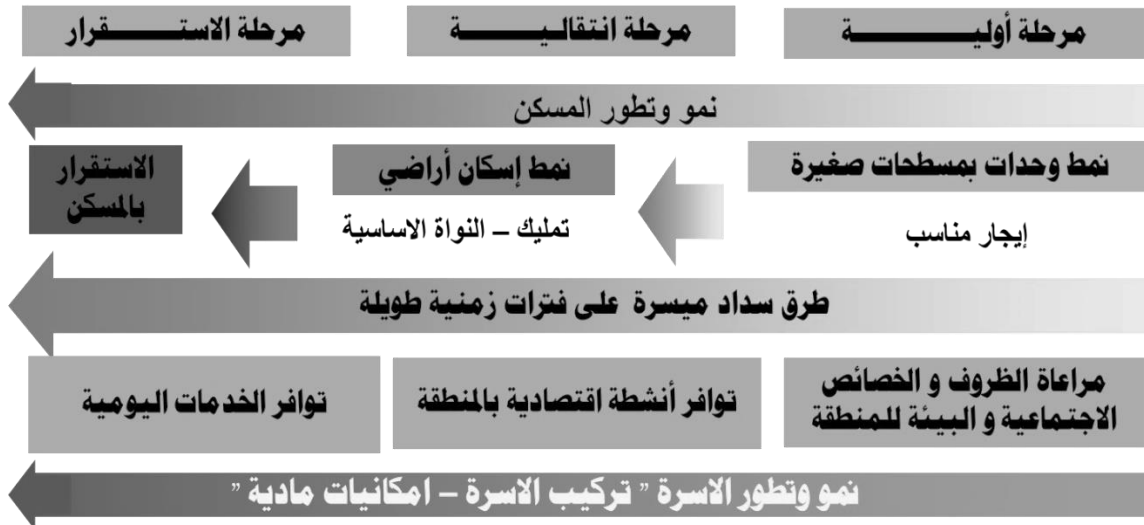 مرحلة أولية
مرحلة انتقالية
مرحلة الاستقرار
نمو وتطور المسكن
نمط وحدات بمسطحات صغيرة
إيجار مناسب
نمط إسكان أراضي
تمليك – النواة الاساسية
الاستقرار
بالمسكن
طرق سداد ميسرة على فترات زمنية طويلة
مراعاة الظروف و الخصائص
الاجتماعية و البيئة للمنطقة
توافر أنشطة اقتصادية بالمنطقة
توافر الخدمات اليومية
نمو وتطور الاسرة " تركيب الاسرة – امكانيات مادية "